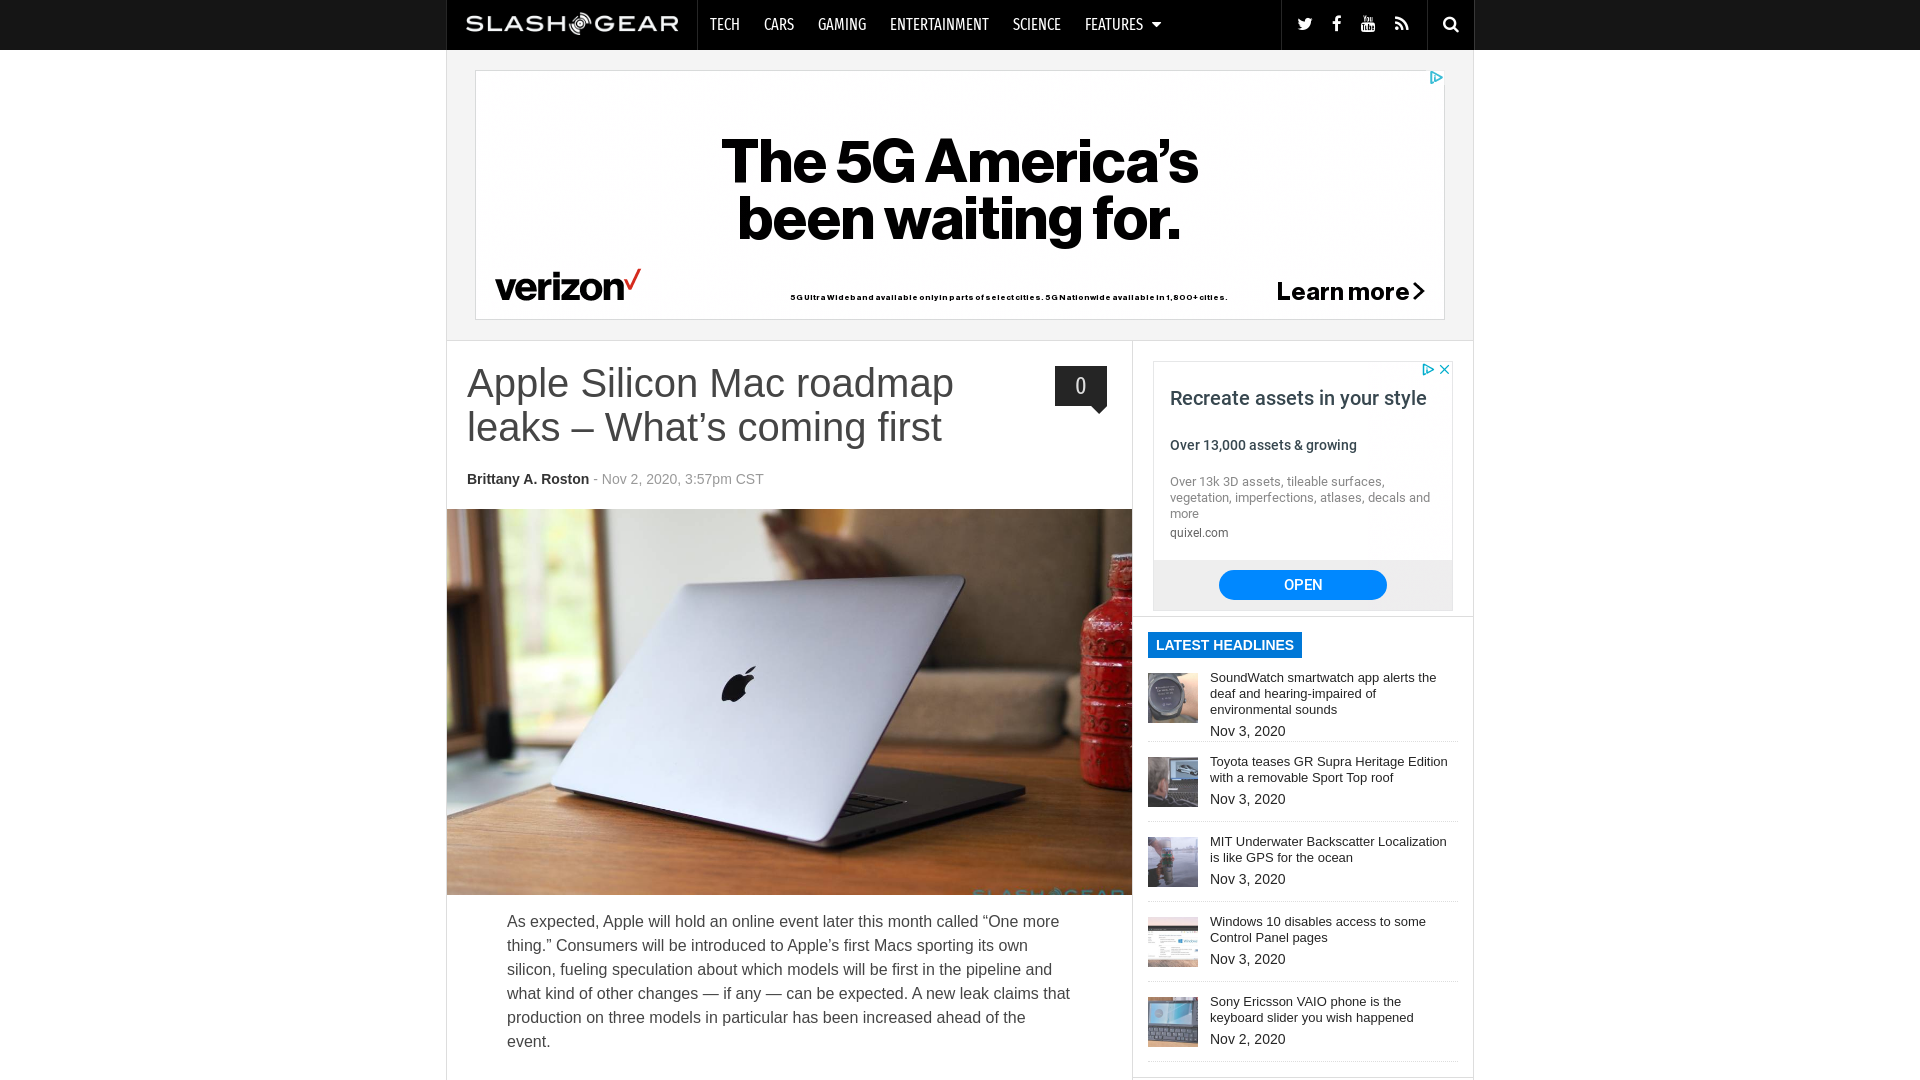 SLASHGEAR
TECH CARS GAMING ENTERTAINMENT SCIENCE FEATURES
The 5G America’s
been waiting for.
verizon
5G Ultra Wideband available only in parts of select cities. 5G Nationwide available in 1,800+ cities.
Learn more
Apple Silicon Mac roadmap
leaks – What’s coming first
0
Brittany A. Roston - Nov 2, 2020, 3:57pm CST
SLASHGEAR
As expected, Apple will hold an online event later this month called “One more
thing.” Consumers will be introduced to Apple’s first Macs sporting its own
silicon, fueling speculation about which models will be first in the pipeline and
what kind of other changes — if any — can be expected. A new leak claims that
production on three models in particular has been increased ahead of the
event.
Recreate assets in your style
Over 13,000 assets & growing
Over 13k 3D assets, tileable surfaces,
vegetation, imperfections, atlases, decals and
more
quixel.com
OPEN
LATEST HEADLINES
SoundWatch smartwatch app alerts the
deaf and hearing-impaired of
environmental sounds
Nov 3, 2020
Toyota teases GR Supra Heritage Edition
with a removable Sport Top roof
Nov 3, 2020
MIT Underwater Backscatter Localization
is like GPS for the ocean
Nov 3, 2020
Windows 10 disables access to some
Control Panel pages
Nov 3, 2020
Sony Ericsson VAIO phone is the
keyboard slider you wish happened
Nov 2, 2020